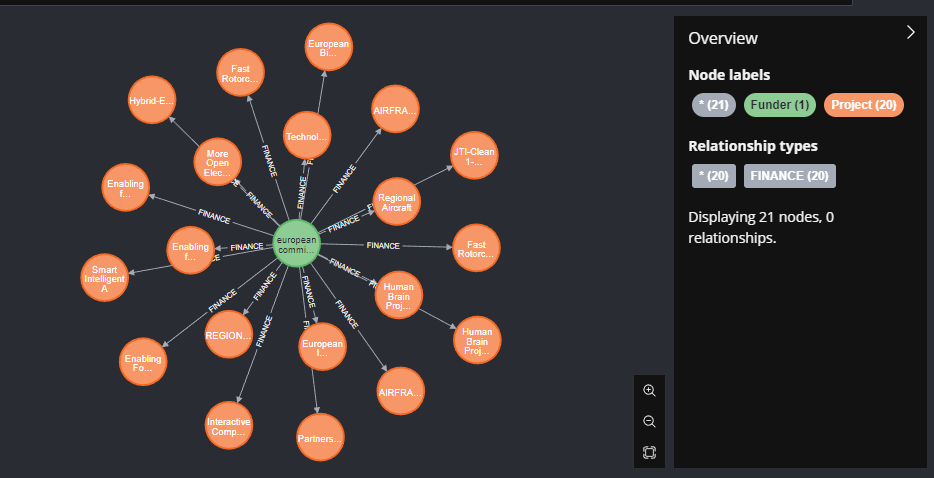 European
Bi...
Fast
Rotorc...
Hybrid-E...
AIRFRA...
Technol...
JTI-Clean
1-...
More
Open
Elec...
Enabling
f...
Regional
Aircraft
european
commi...
Fast
Rotorc...
Enabling
f...
Smart
Intelligent
A
Human
Brain
Proj...
REGION...
European
I...
Human
Brain
Proj...
Enabling
Fo...
AIRFRA...
Interactive
Comp...
Partners...
FINANCE
FINANCE
FINANCE
FINANCE
FINANCE
FINANCE
FINANCE
FINANCE
FINANCE
FINANCE
FINANCE
FINANCE
FINANCE
FINANCE
Overview
Node labels
* (21) Funder (1) Project (20)
Relationship types
* (20) FINANCE (20)
Displaying 21 nodes, 0
relationships.